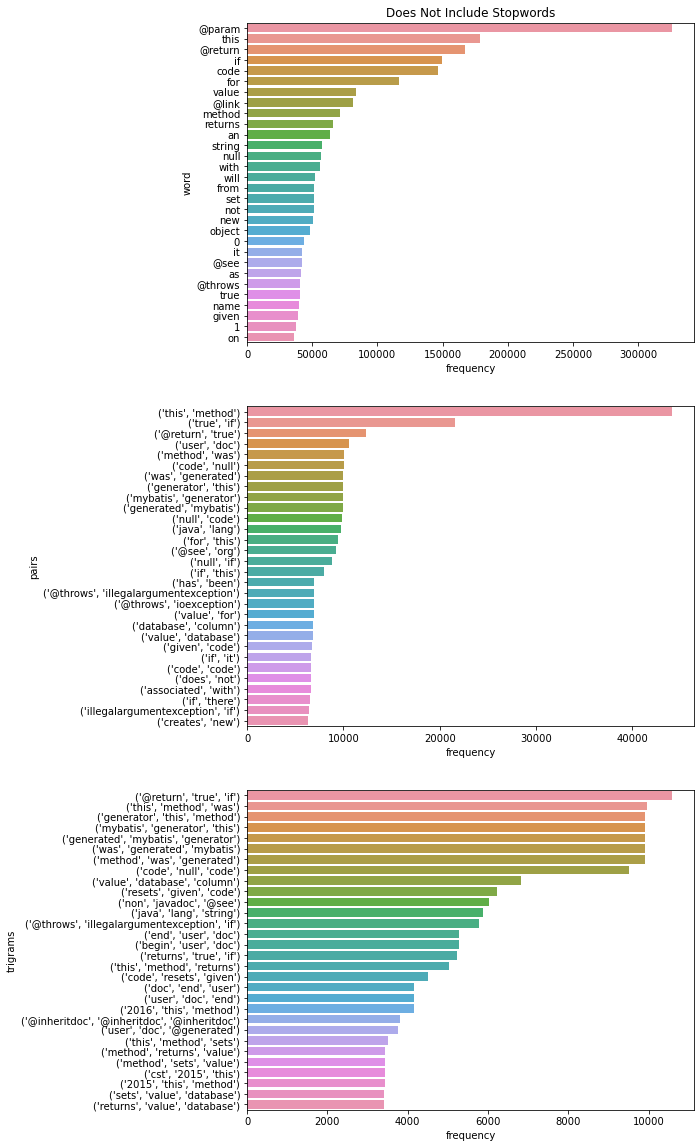 Does Not Include Stopwords
@param
this
@return
if
code
for
value
@link
method
returns
an
string
null
with
will
from
set
not
new
object
0
it
@see
as
@throws
true
name
given
1
on
word
0 50000 100000 150000 200000 250000 300000
frequency
('this', 'method')
('true', 'if')
('@return', 'true')
('user', 'doc')
('method', 'was')
('code', 'null')
('was', 'generated')
('generator', 'this')
('mybatis', 'generator')
('generated', 'mybatis')
('null', 'code')
('java', 'lang')
('for', 'this')
('@see', 'org')
('null', 'if')
('if', 'this')
('has', 'been')
('@throws', 'illegalargumentexception')
('@throws', 'ioexception')
('value', 'for')
('database', 'column')
('value', 'database')
('given', 'code')
('if', 'it')
('code', 'code')
('does', 'not')
('associated', 'with')
('if', 'there')
('illegalargumentexception', 'if')
('creates', 'new')
pairs
0 10000 20000 30000 40000
frequency
('@return', 'true', 'if')
('this', 'method', 'was')
('generator', 'this', 'method')
('mybatis', 'generator', 'this')
('generated', 'mybatis', 'generator')
('was', 'generated', 'mybatis')
('method', 'was', 'generated')
('code', 'null', 'code')
('value', 'database', 'column')
('resets', 'given', 'code')
('non', 'javadoc', '@see')
('java', 'lang', 'string')
('@throws', 'illegalargumentexception', 'if')
('end', 'user', 'doc')
('begin', 'user', 'doc')
('returns', 'true', 'if')
('this', 'method', 'returns')
('code', 'resets', 'given')
('doc', 'end', 'user')
('user', 'doc', 'end')
('2016', 'this', 'method')
('@inheritdoc', '@inheritdoc', '@inheritdoc')
('user', 'doc', '@generated')
('this', 'method', 'sets')
('method', 'returns', 'value')
('method', 'sets', 'value')
('cst', '2015', 'this')
('2015', 'this', 'method')
('sets', 'value', 'database')
('returns', 'value', 'database')
trigrams
0 2000 4000 6000 8000 10000
frequency